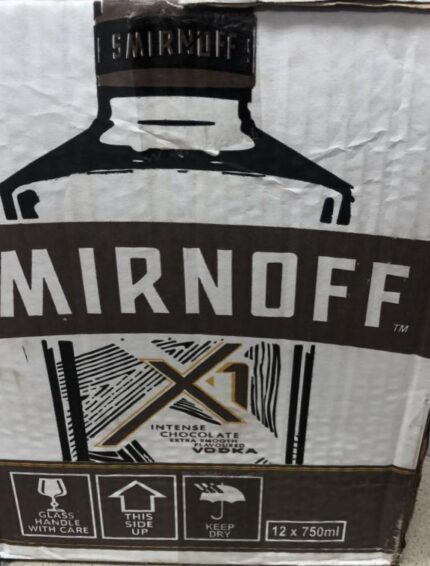 SMIRNOFF
MIRNOFF
TM
X1
INTENSE
CHOCOLATE
EXTRA SMOOTH
FLAVOURED
VODKA
GLASS
HANDLE
WITH CARE
THIS
SIDE
UP
KEEP
DRY
12 x 750ml